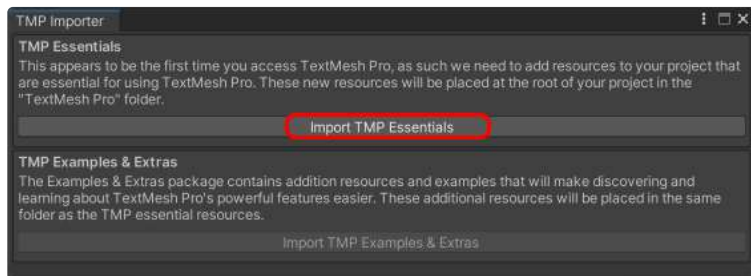 TMP Importer
TMP Essentials
This appears to be the first time you access TextMesh Pro, as such we need to add resources to your project that
are essential for using TextMesh Pro. These new resources will be placed at the root of your project in the
"TextMesh Pro" folder.
Import TMP Essentials
TMP Examples & Extras
The Examples & Extras package contains addition resources and examples that will make discovering and
learning about TextMesh Pro's powerful features easier. These additional resources will be placed in the same
folder as the TMP essential resources.
Import TMP Examples & Extras